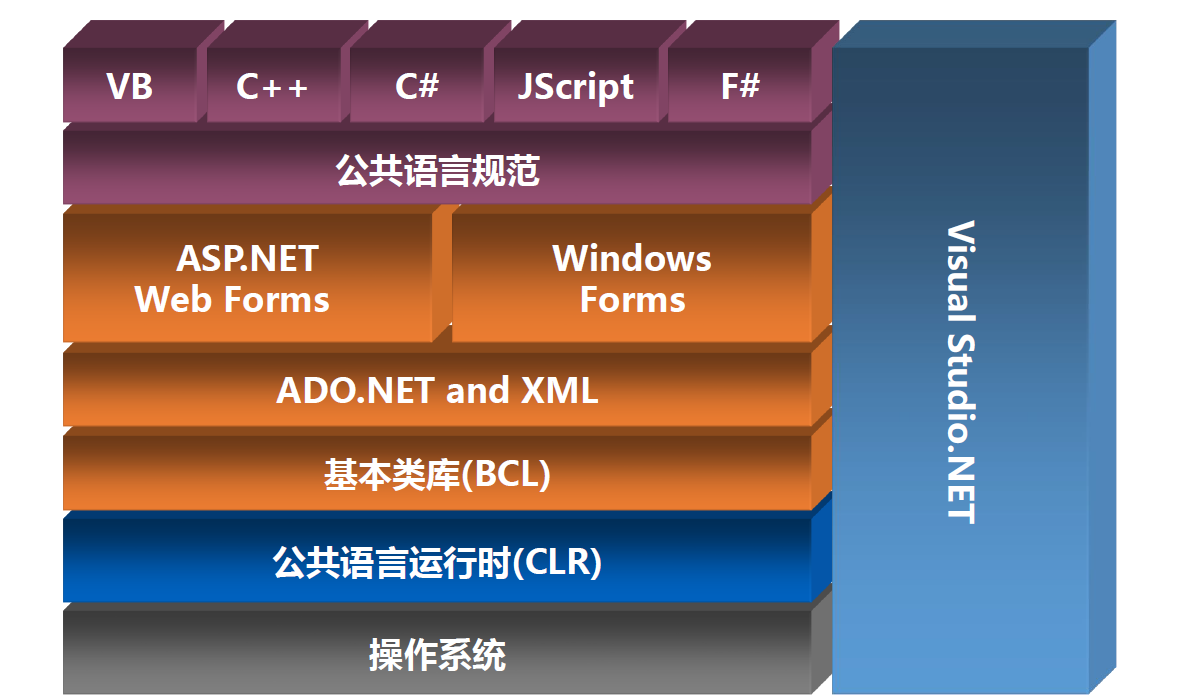 VB
C++
C#
JScript
F#
公共语言规范
ASP.NET
Web Forms
Windows
Forms
ADO.NET and XML
基本类库(BCL)
公共语言运行时(CLR)
操作系统
Visual Studio.NET